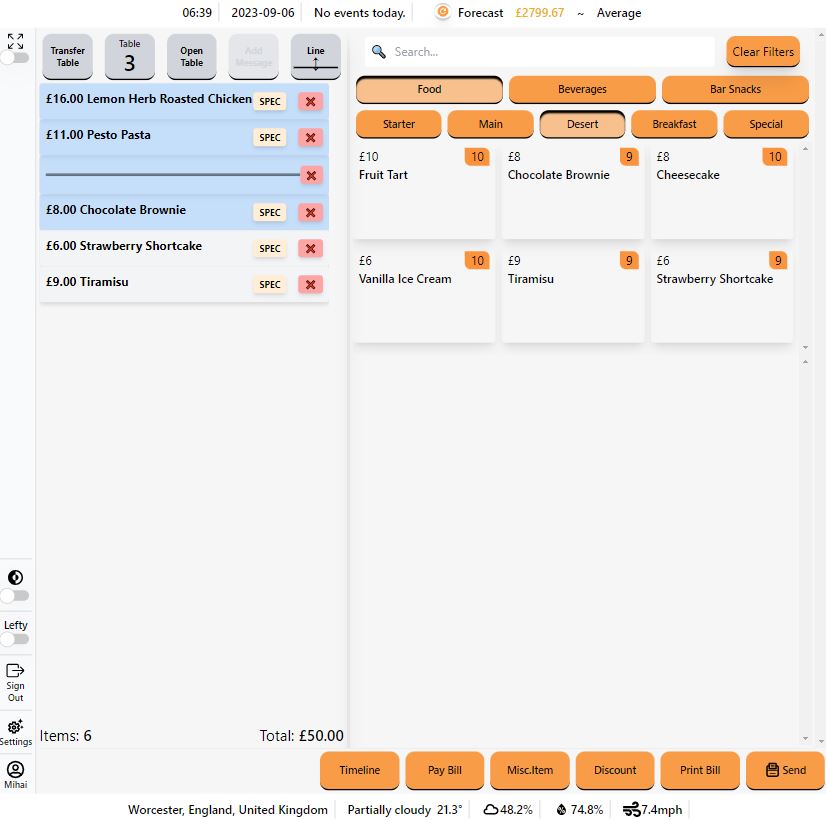 06:39 2023-09-06 No events today. Forecast £2799.67 ~ Average
Transfer Table
Table 3
Open Table
Add Message
Line
£16.00 Lemon Herb Roasted Chicken SPEC
£11.00 Pesto Pasta SPEC
£8.00 Chocolate Brownie SPEC
£6.00 Strawberry Shortcake SPEC
£9.00 Tiramisu SPEC
Items: 6 Total: £50.00
Search... Clear Filters
Food Beverages Bar Snacks
Starter Main Desert Breakfast Special
£10 10 £8 9 £8 10
Fruit Tart Chocolate Brownie Cheesecake
£6 10 £9 9 £6 9
Vanilla Ice Cream Tiramisu Strawberry Shortcake
Lefty
Sign Out
Settings
Mihai
Timeline Pay Bill Misc.Item Discount Print Bill Send
Worcester, England, United Kingdom Partially cloudy 21.3° 48.2% 74.8% 7.4mph